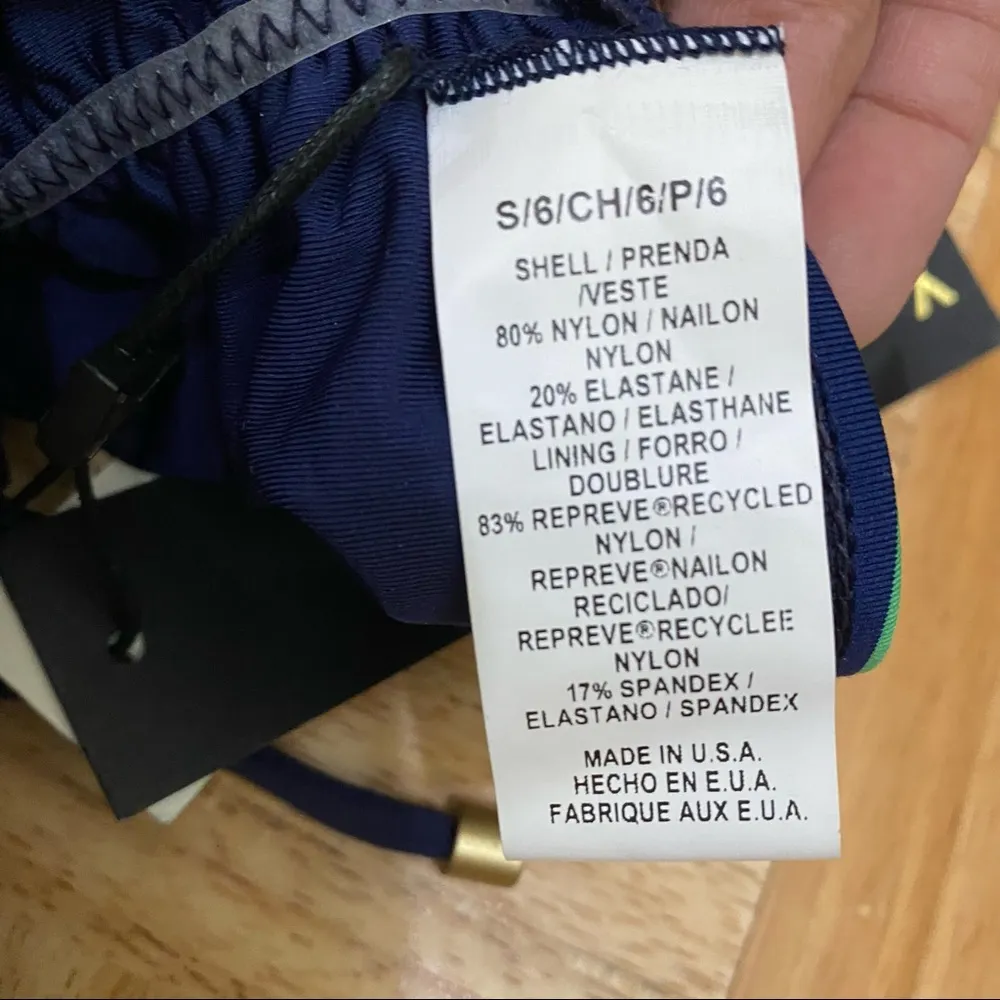 S/6/CH/6/P/6
SHELL / PRENDA
/VESTE
80% NYLON / NAILON
NYLON
20% ELASTANE /
ELASTANO / ELASTHANE
LINING / FORRO /
DOUBLURE
83% REPREVE®RECYCLED
NYLON /
REPREVE®NAILON
RECICLADO/
REPREVE®RECYCLEE
NYLON
17% SPANDEX /
ELASTANO / SPANDEX
MADE IN U.S.A.
HECHO EN E.U.A.
FABRIQUE AUX E.U.A.